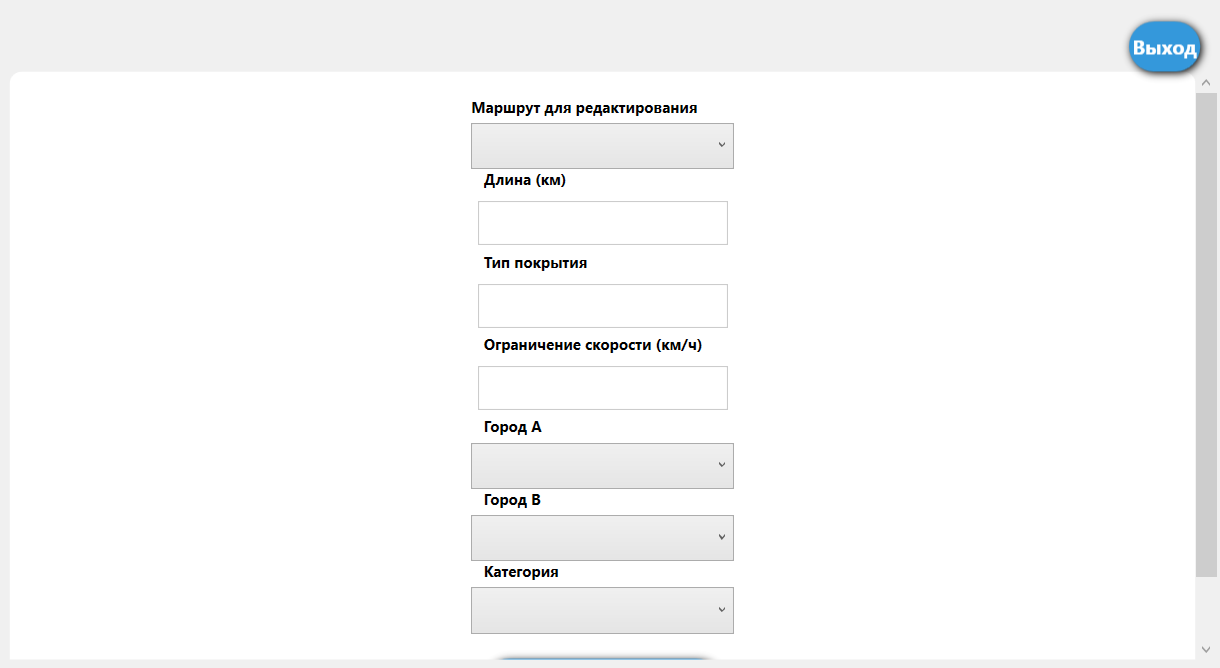 Выход
Маршрут для редактирования
Длина (км)
Тип покрытия
Ограничение скорости (км/ч)
Город А
Город В
Категория